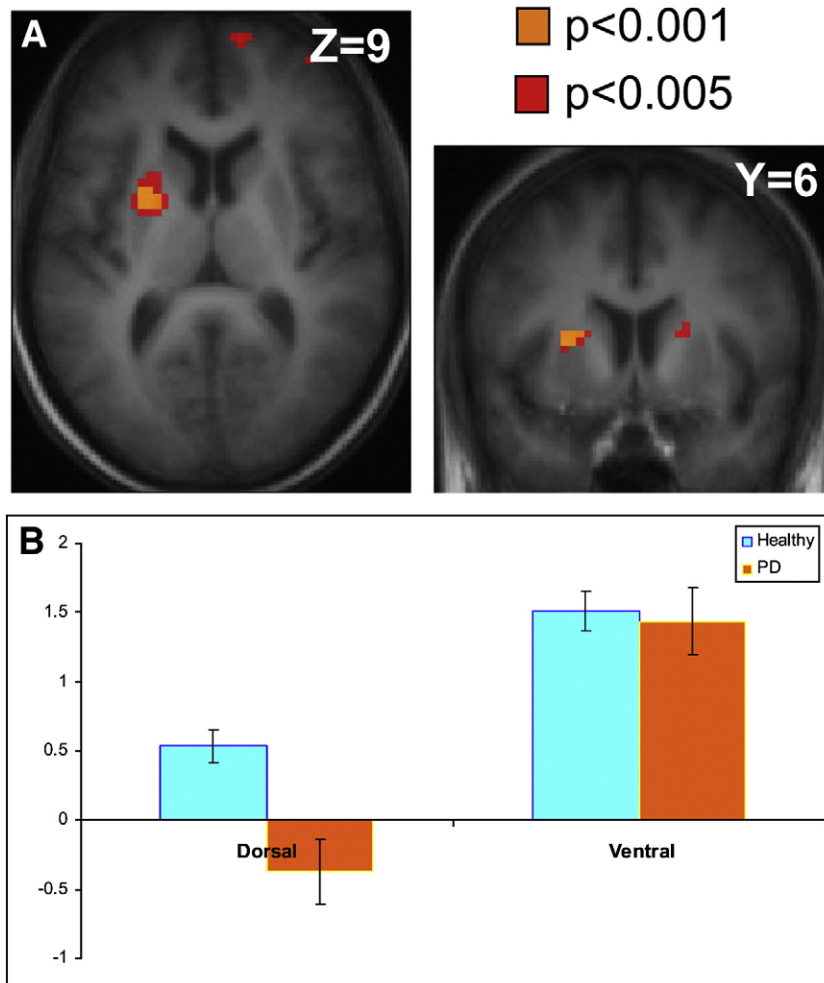 A
Z=9
p<0.001
p<0.005
Y=6
B
Healthy
PD
2
1.5
1
0.5
0
-0.5
-1
Dorsal
Ventral